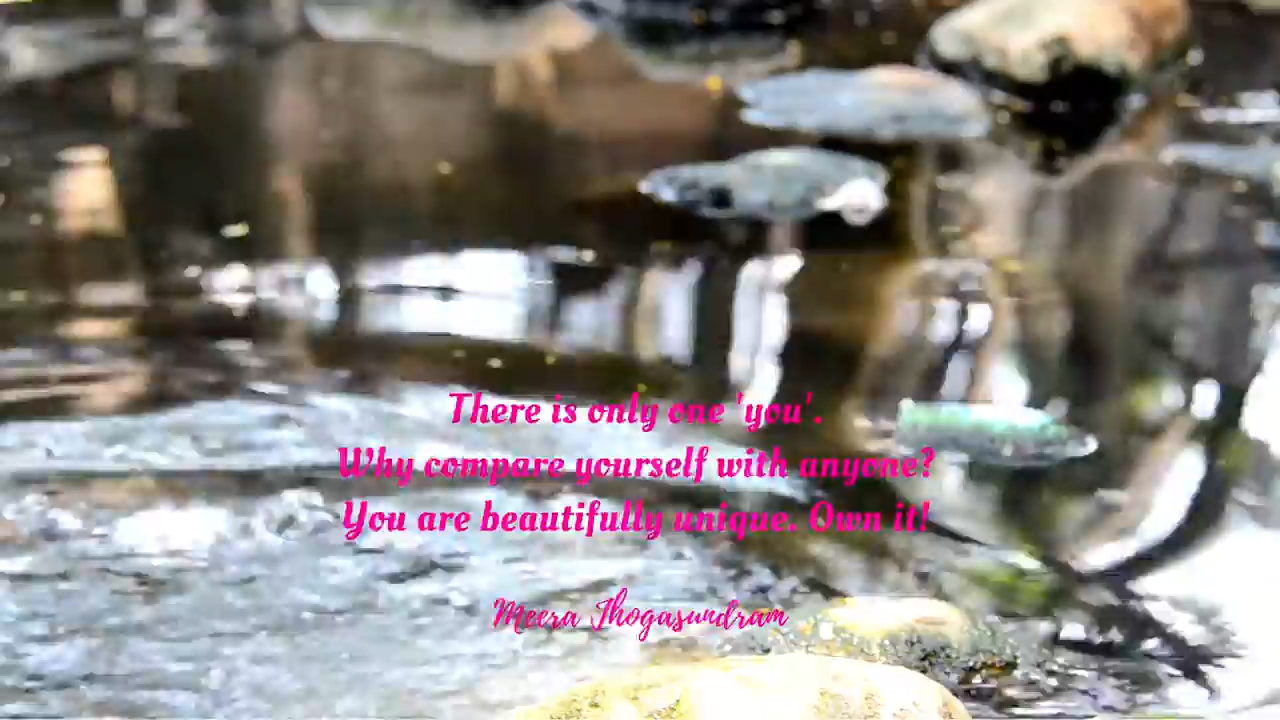 There is only one 'you'.
Why compare yourself with anyone?
You are beautifully unique. Own it!
Meera Thogasundram